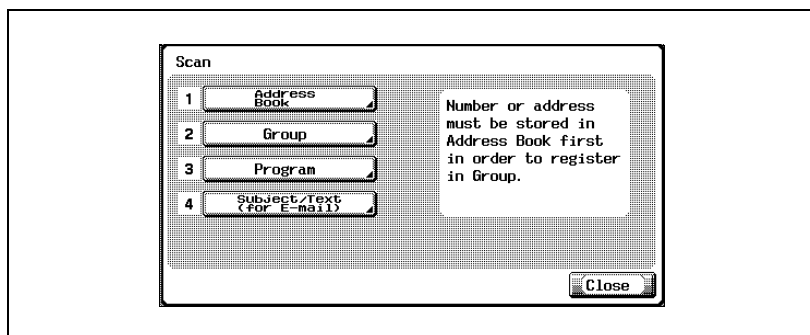 Scan
1 Address
Book
2 Group
3 Program
4 Subject/Text
(for E-mail)
Number or address
must be stored in
Address Book first
in order to register
in Group.
Close